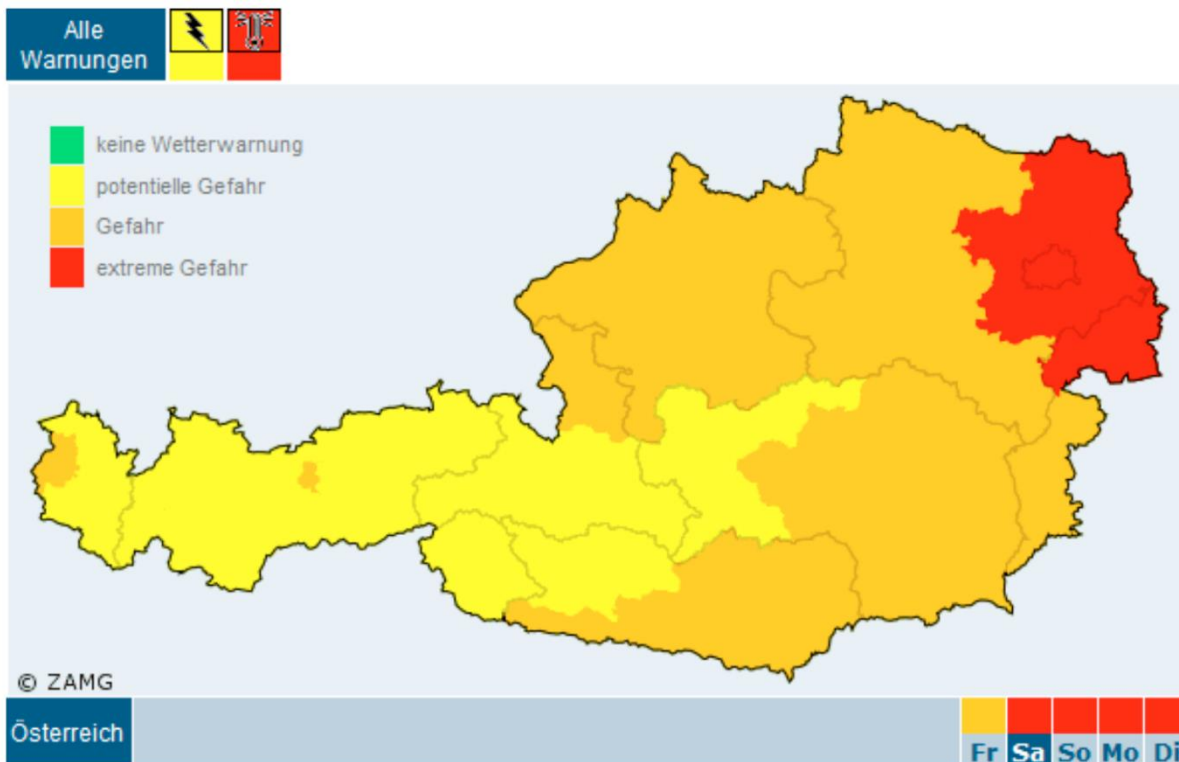 Alle
Warnungen
keine Wetterwarnung
potentielle Gefahr
Gefahr
extreme Gefahr
© ZAMG
Österreich
Fr Sa So Mo Di